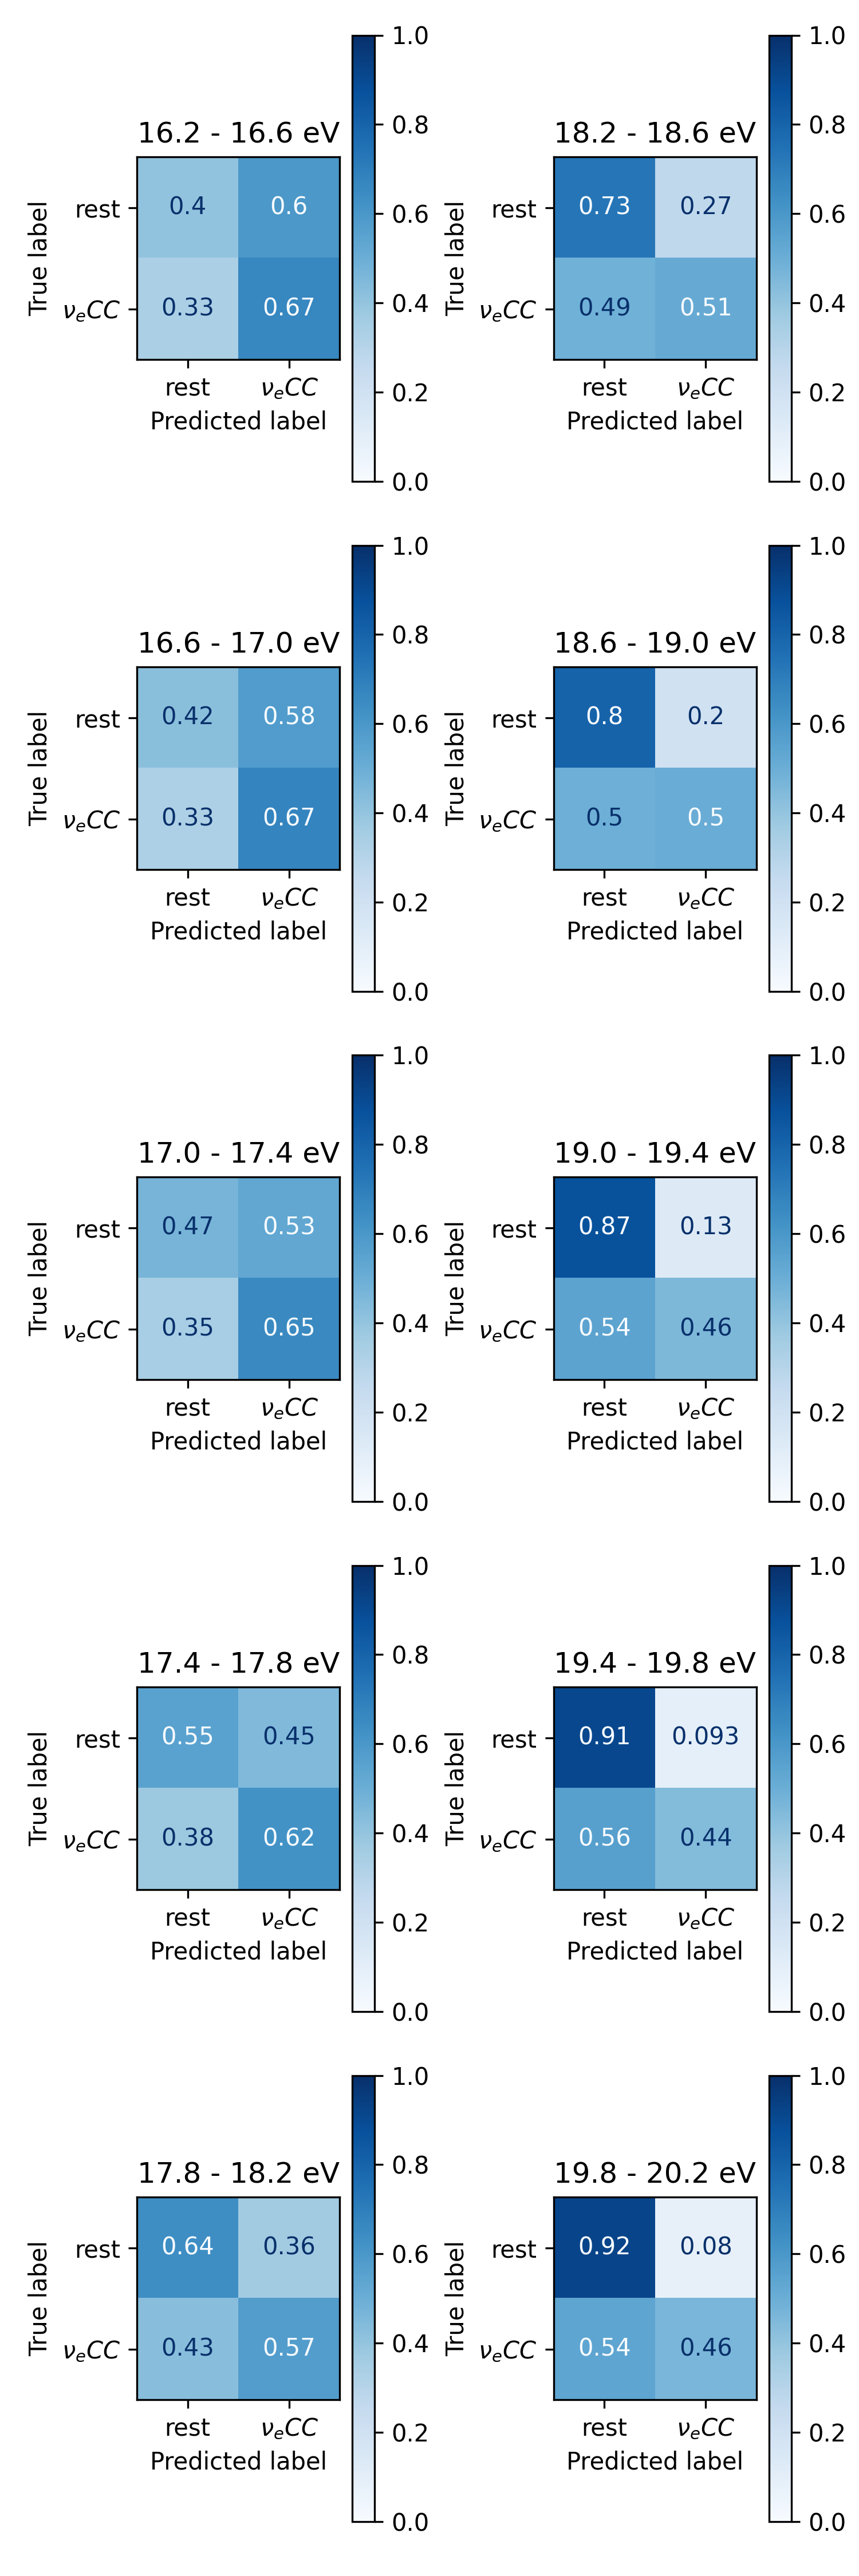 16.2 - 16.6 eV
True label
rest
0.4 0.6
νₑCC
0.33 0.67
rest νₑCC
Predicted label
1.0
0.8
0.6
0.4
0.2
0.0
18.2 - 18.6 eV
True label
rest
0.73 0.27
νₑCC
0.49 0.51
rest νₑCC
Predicted label
1.0
0.8
0.6
0.4
0.2
0.0
16.6 - 17.0 eV
True label
rest
0.42 0.58
νₑCC
0.33 0.67
rest νₑCC
Predicted label
1.0
0.8
0.6
0.4
0.2
0.0
18.6 - 19.0 eV
True label
rest
0.8 0.2
νₑCC
0.5 0.5
rest νₑCC
Predicted label
1.0
0.8
0.6
0.4
0.2
0.0
17.0 - 17.4 eV
True label
rest
0.47 0.53
νₑCC
0.35 0.65
rest νₑCC
Predicted label
1.0
0.8
0.6
0.4
0.2
0.0
19.0 - 19.4 eV
True label
rest
0.87 0.13
νₑCC
0.54 0.46
rest νₑCC
Predicted label
1.0
0.8
0.6
0.4
0.2
0.0
17.4 - 17.8 eV
True label
rest
0.55 0.45
νₑCC
0.38 0.62
rest νₑCC
Predicted label
1.0
0.8
0.6
0.4
0.2
0.0
19.4 - 19.8 eV
True label
rest
0.91 0.093
νₑCC
0.56 0.44
rest νₑCC
Predicted label
1.0
0.8
0.6
0.4
0.2
0.0
17.8 - 18.2 eV
True label
rest
0.64 0.36
νₑCC
0.43 0.57
rest νₑCC
Predicted label
1.0
0.8
0.6
0.4
0.2
0.0
19.8 - 20.2 eV
True label
rest
0.92 0.08
νₑCC
0.54 0.46
rest νₑCC
Predicted label
1.0
0.8
0.6
0.4
0.2
0.0